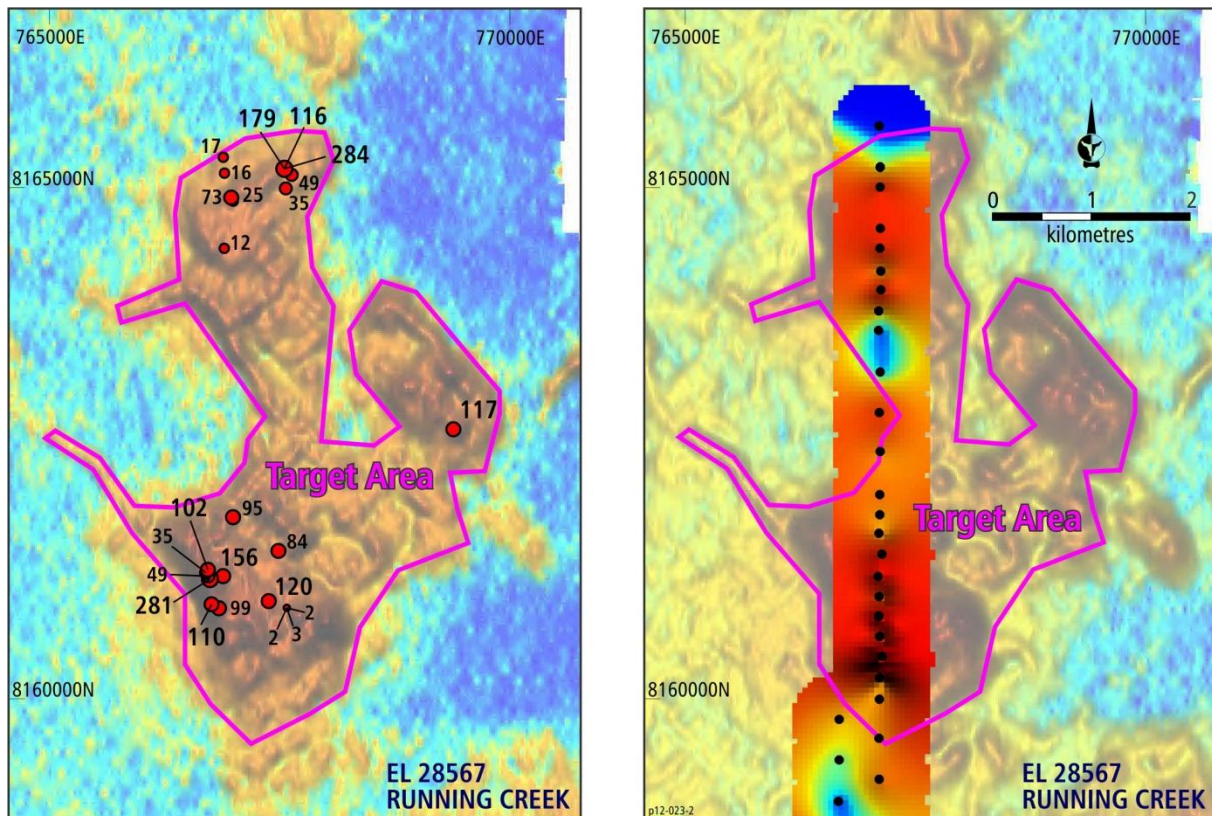 765000E 770000E
179 116
17
284
16
8165000N
49
73 25
35
12
117
Target Area
102
95
35
84
156
49
120
281
99
2
110
2 3
8160000N
EL 28567
RUNNING CREEK
765000E 770000E
8165000N
0 1 2
kilometres
Target Area
8160000N
EL 28567
p12-023-2
RUNNING CREEK